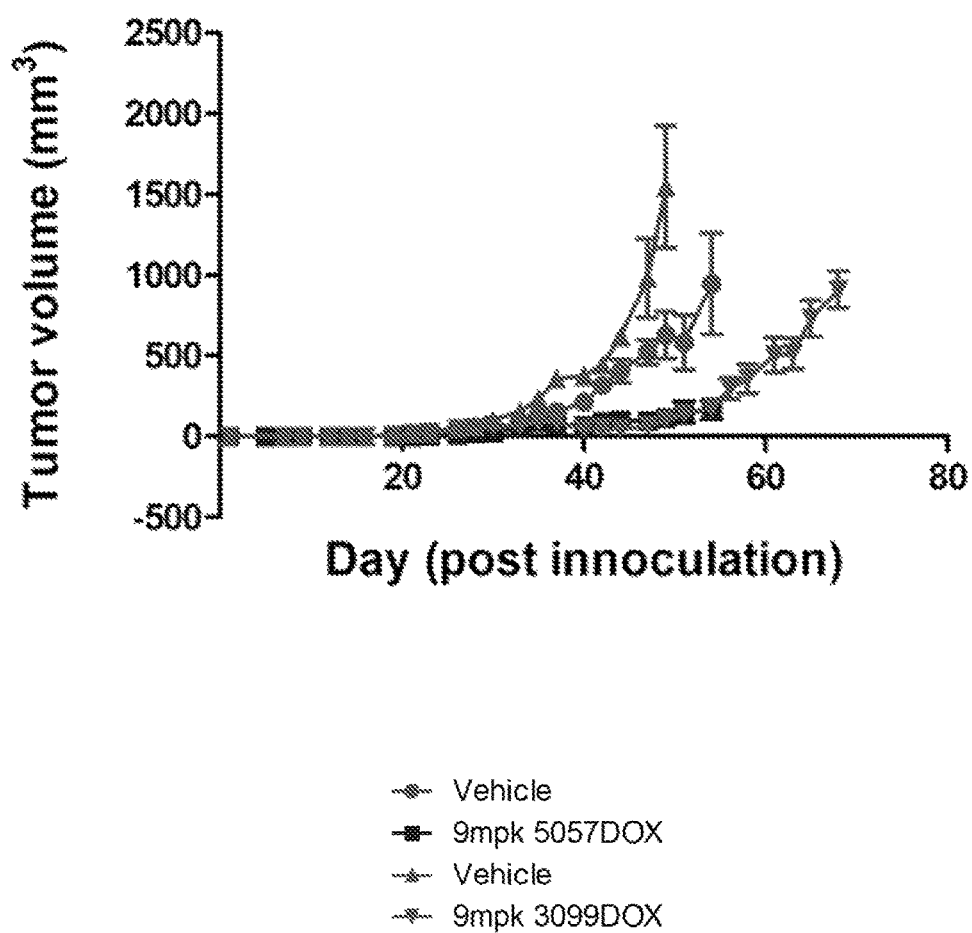 Tumor volume (mm³)
2500
2000
1500
1000
500
0
-500
20
40
60
80
Day (post innoculation)
Vehicle
9mpk 5057DOX
Vehicle
9mpk 3099DOX